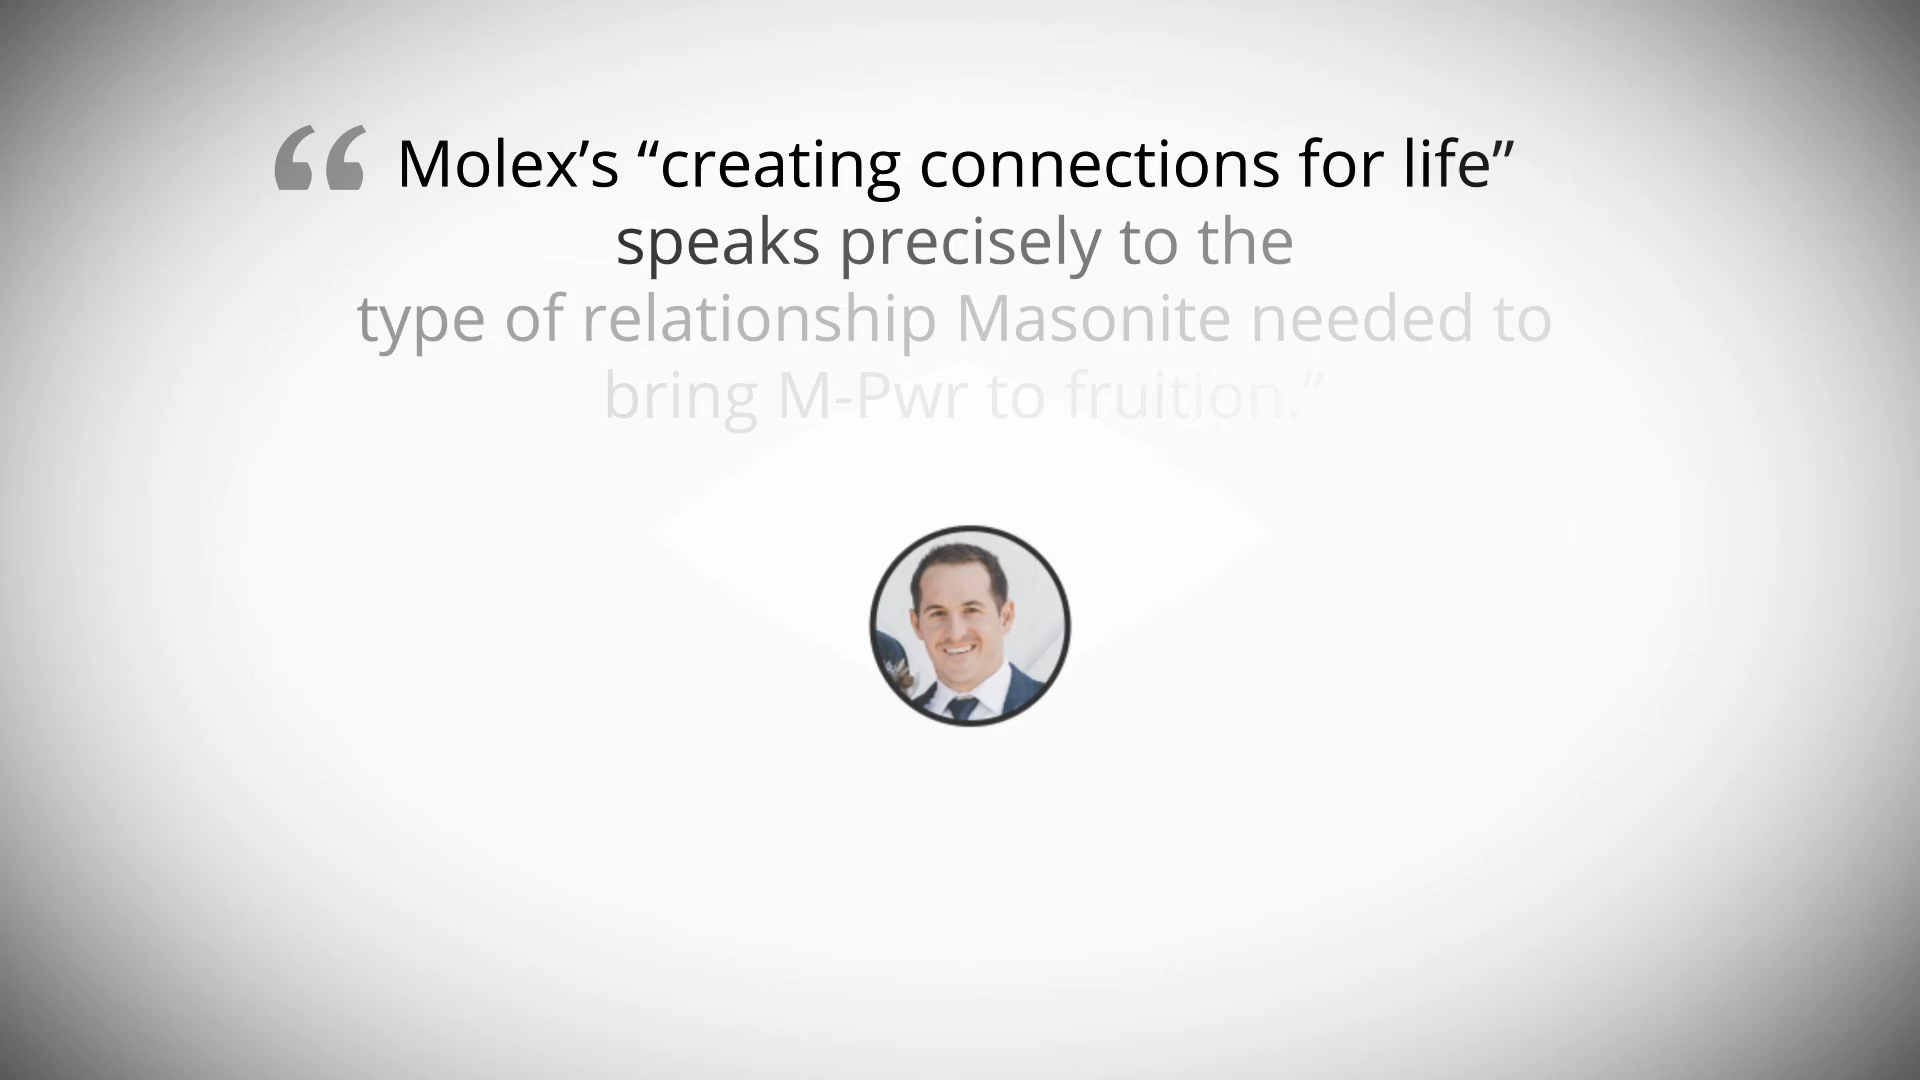 “ Molex’s “creating connections for life”
speaks precisely to the
type of relationship Masonite needed to
bring M-Pwr to fruition.”